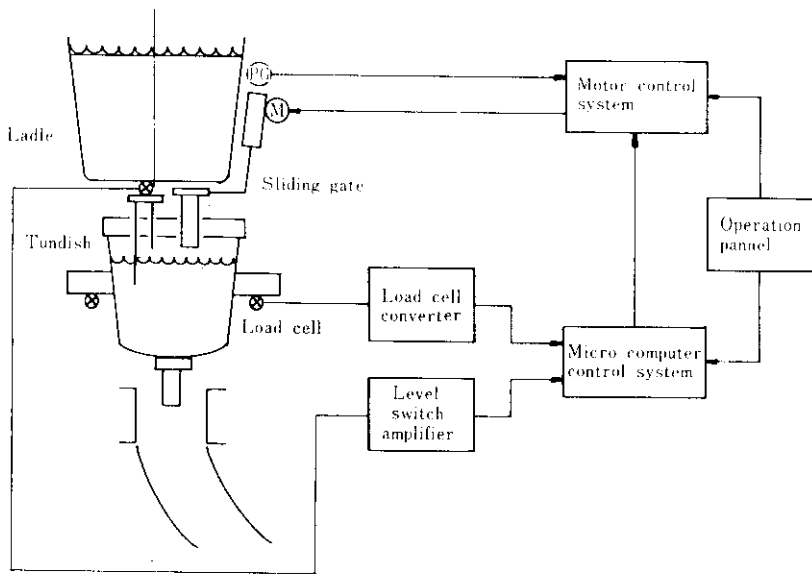 PG
Motor control
system
M
Ladle
Sliding gate
Tundish
Operation
pannel
Load cell
converter
Load cell
Micro computer
control system
Level
switch
amplifier